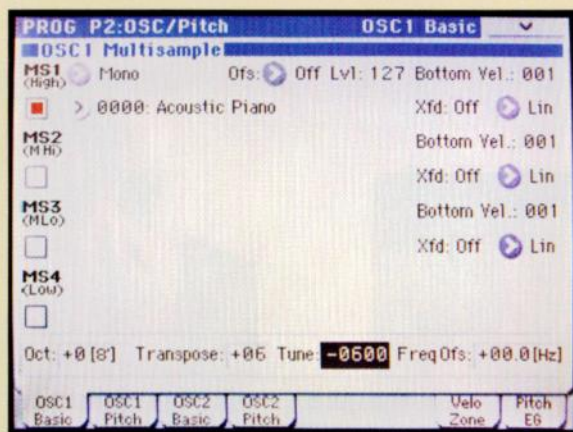 PROG P2:OSC/Pitch OSC1 Basic
OSC1 Multisample
MS1 Mono Ofs: Off Lvl: 127 Bottom Vel.: 001
(High)
0000: Acoustic Piano Xfd: Off Lin
MS2 Bottom Vel.: 001
(M Hi)
Xfd: Off Lin
MS3 Bottom Vel.: 001
(MLo)
Xfd: Off Lin
MS4
(Low)
Oct: +0 [8'] Transpose: +06 Tune: -0600 FreqOfs: +00.0[Hz]
OSC1 Basic OSC1 Pitch OSC2 Basic OSC2 Pitch Velo Zone Pitch EG